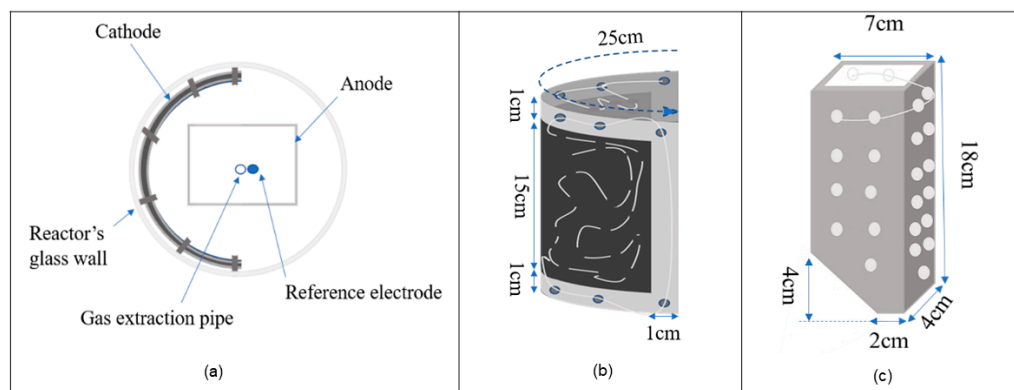 Cathode
Anode
Reactor's
glass wall
Reference electrode
Gas extraction pipe
(a)
25cm
1cm
15cm
1cm
1cm
(b)
7cm
18cm
4cm
4cm
2cm
(c)